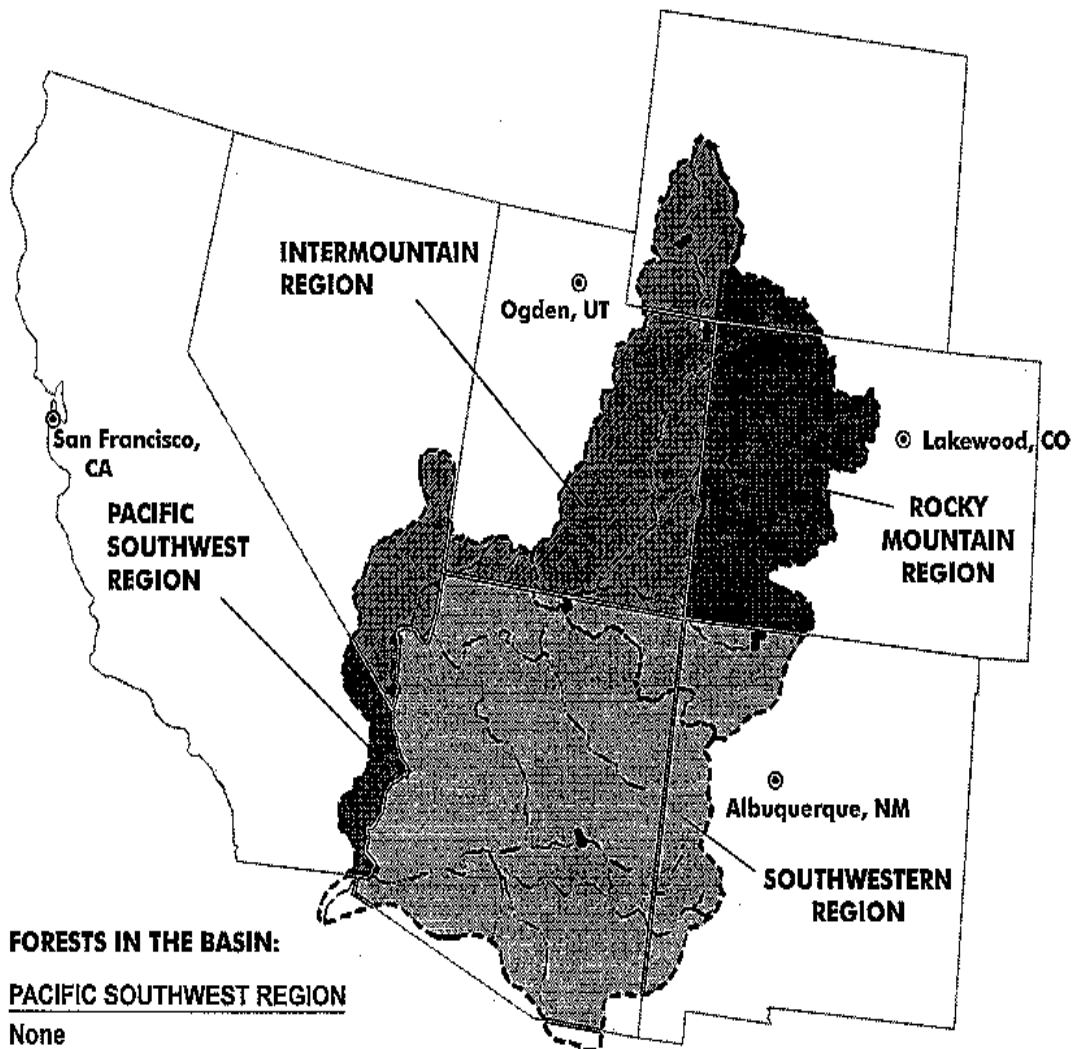 INTERMOUNTAIN
REGION
Ogden, UT
San Francisco,
CA
Lakewood, CO
PACIFIC
SOUTHWEST
REGION
ROCKY
MOUNTAIN
REGION
Albuquerque, NM
SOUTHWESTERN
REGION
FORESTS IN THE BASIN:
PACIFIC SOUTHWEST REGION
None